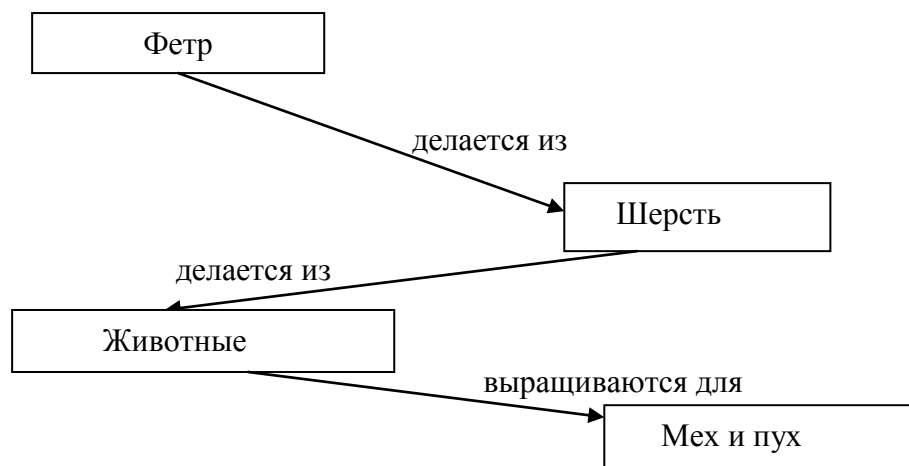 Фетр
делается из
Шерсть
делается из
Животные
выращиваются для
Мех и пух